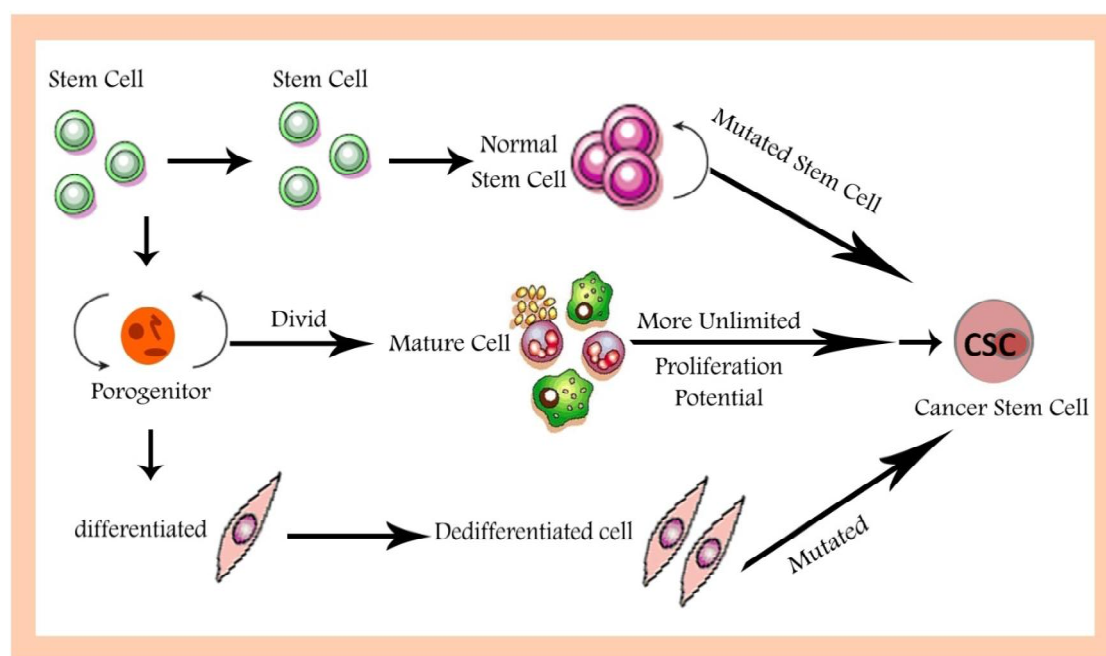 Stem Cell
Stem Cell
Normal
Stem Cell
Mutated Stem Cell
Porogenitor
Divid
Mature Cell
More Unlimited
Proliferation
Potential
CSC
Cancer Stem Cell
differentiated
Dedifferentiated cell
Mutated